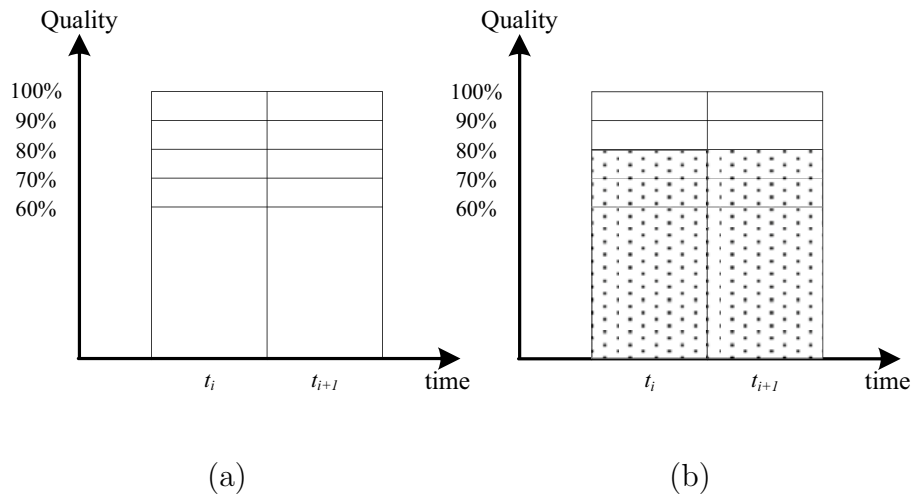 Quality
100%
90%
80%
70%
60%
t_i
t_{i+1}
time
(a)
Quality
100%
90%
80%
70%
60%
t_i
t_{i+1}
time
(b)